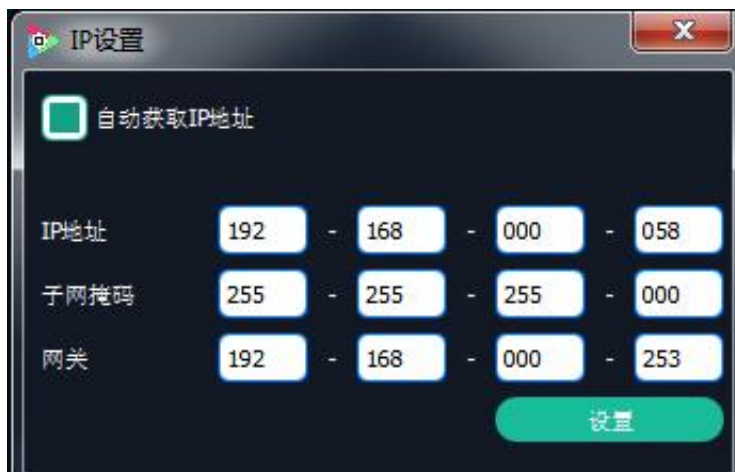 IP设置
自动获取IP地址
IP地址 192 - 168 - 000 - 058
子网掩码 255 - 255 - 255 - 000
网关 192 - 168 - 000 - 253
设置